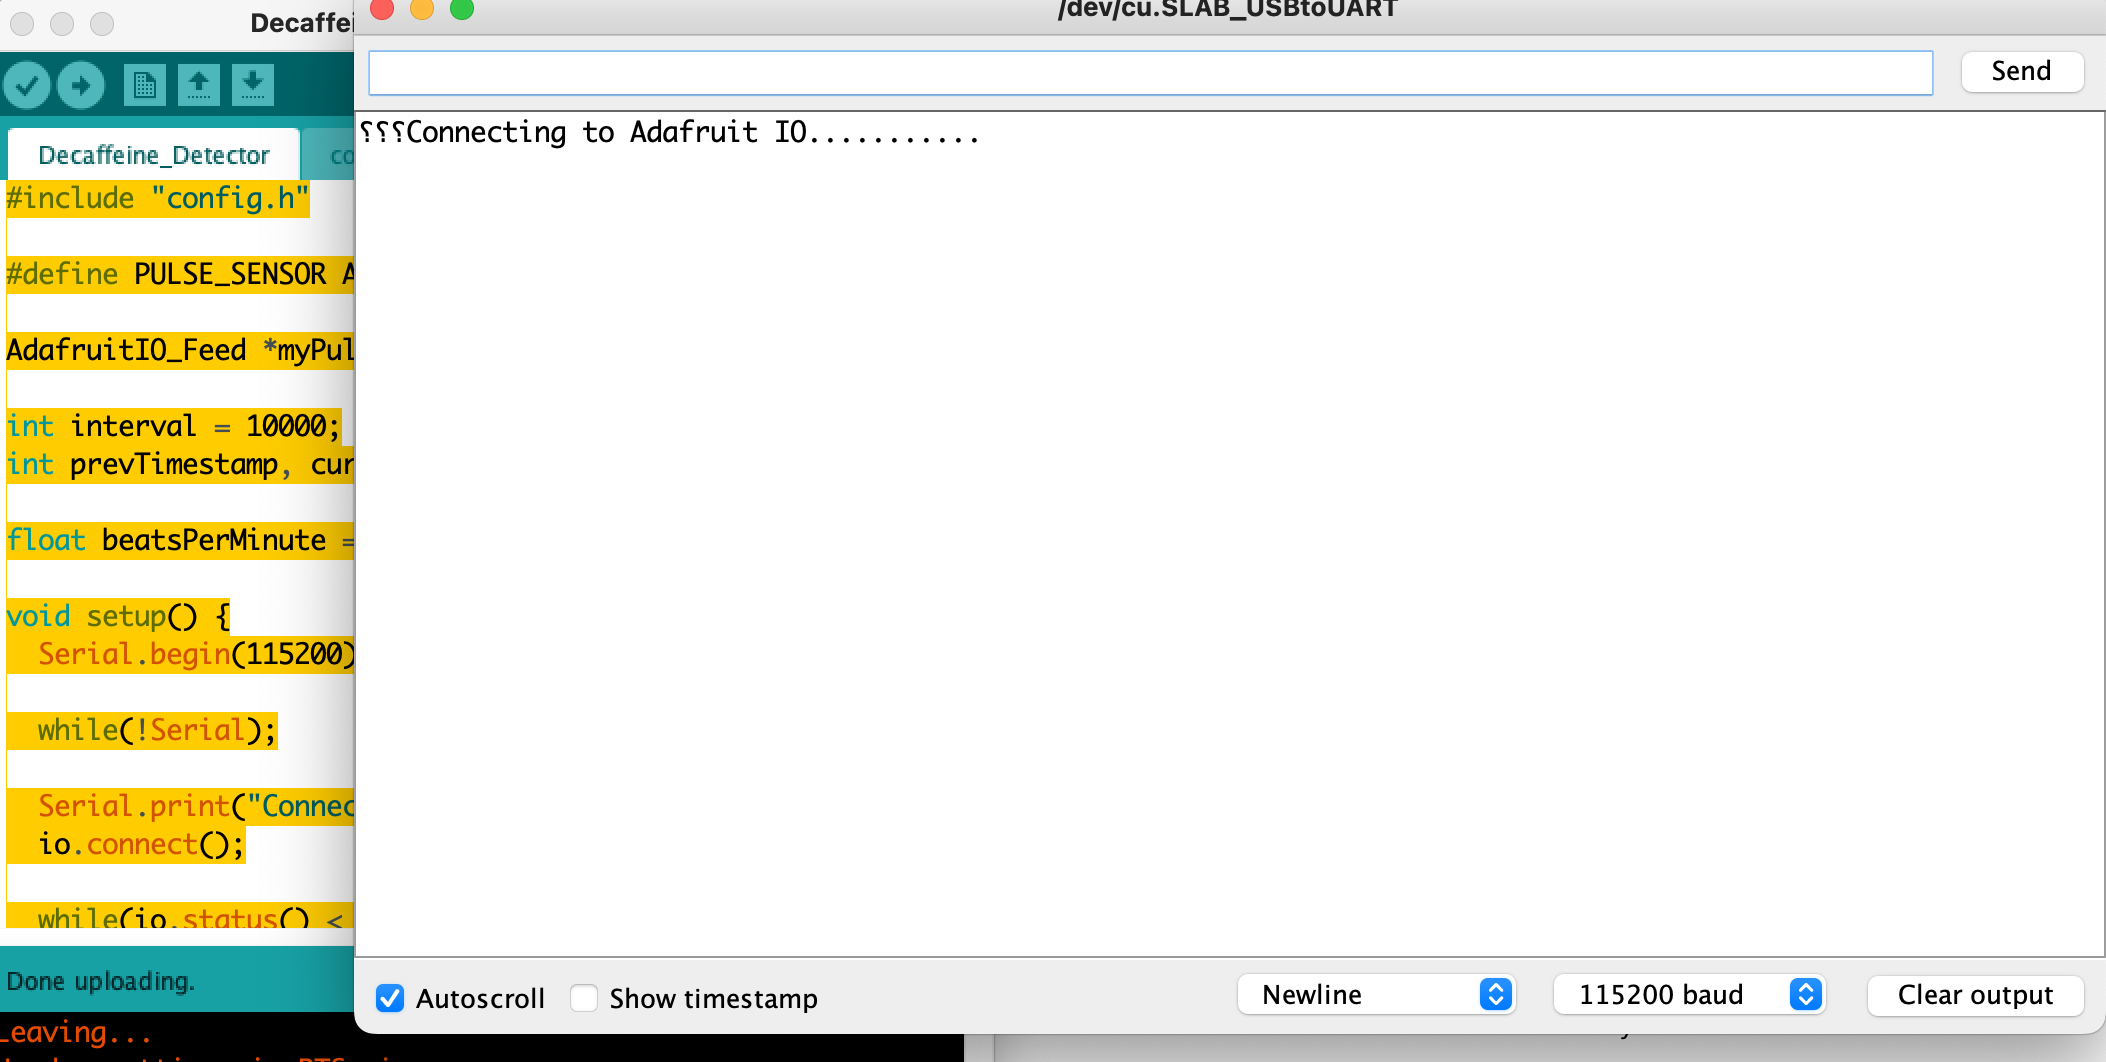 Decaffei
/dev/cu.SLAB_USBtoUART
Send
Decaffeine_Detector
co
⸮⸮⸮Connecting to Adafruit IO...........
#include "config.h"
#define PULSE_SENSOR A
AdafruitIO_Feed *myPul
int interval = 10000;
int prevTimestamp, cur
float beatsPerMinute =
void setup() {
Serial.begin(115200)
while(!Serial);
Serial.print("Connec
io.connect();
while(io.status() <
Done uploading.
Autoscroll
Show timestamp
Newline
115200 baud
Clear output
Leaving...